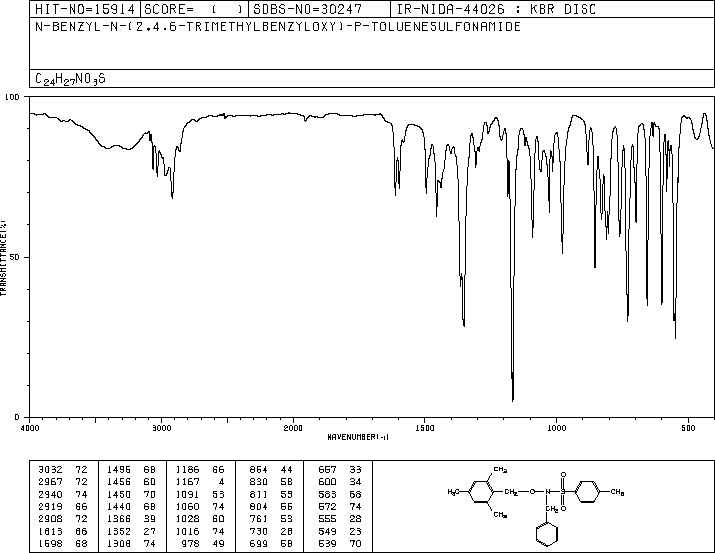 HIT-NO=15914 SCORE= ( ) SDBS-NO=30247 IR-NIDA-44026 : KBR DISC
N-BENZYL-N-(2,4,6-TRIMETHYLBENZYLOXY)-P-TOLUENESULFONAMIDE
C24H27NO3S
100
50
0
TRANSMITTANCE(%)
4000 3000 2000 1500 1000 500
WAVENUMBER(-1)
3032 72 1496 68 1186 66 854 44 657 33
2967 72 1456 60 1167 4 830 58 600 34
2940 74 1450 70 1091 53 811 59 583 68
2919 66 1440 68 1060 74 804 55 572 74
2908 72 1366 39 1028 60 761 53 555 28
1613 66 1352 27 1016 74 730 28 549 23
1598 68 1308 74 978 49 699 58 539 70
CH3
H3C
CH2
O
N
O
S
O
CH3
CH3
CH2